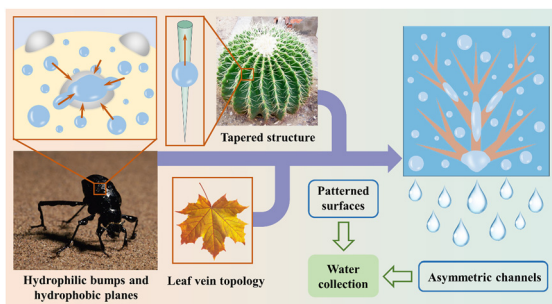 Tapered structure
Patterned
surfaces
Hydrophilic bumps and
hydrophobic planes
Leaf vein topology
Water
collection
Asymmetric channels